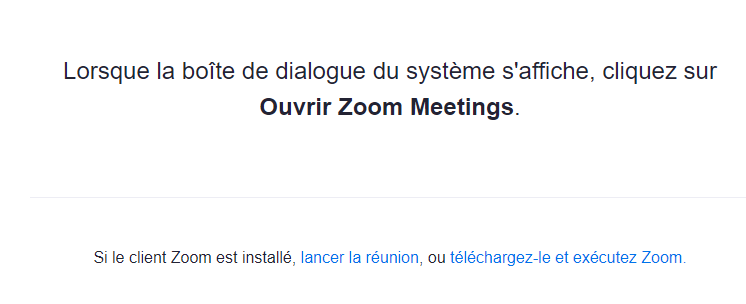 Lorsque la boîte de dialogue du système s'affiche, cliquez sur
Ouvrir Zoom Meetings.
Si le client Zoom est installé, lancer la réunion, ou téléchargez-le et exécutez Zoom.